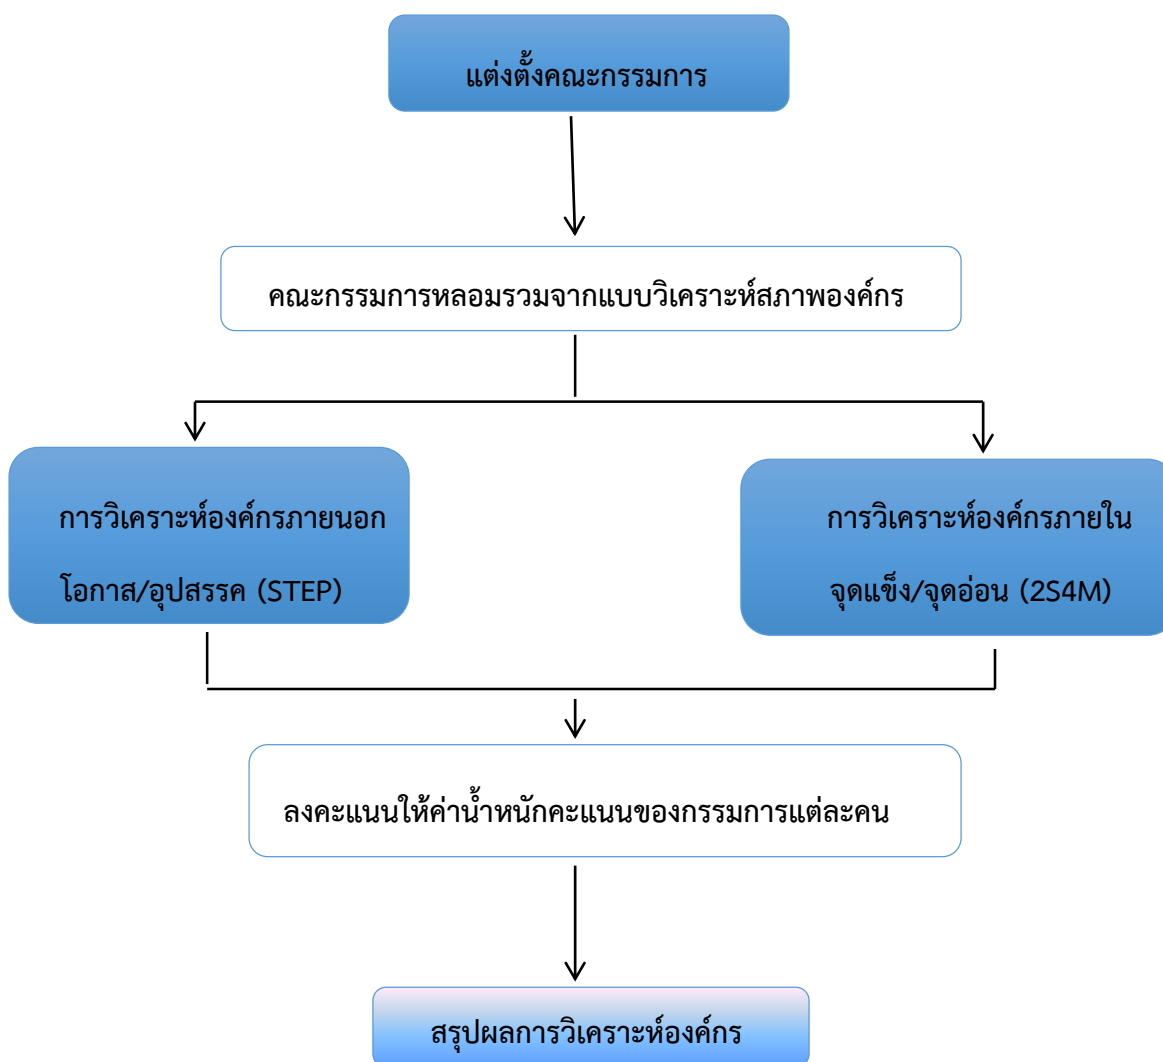 แต่งตั้งคณะกรรมการ
คณะกรรมการหลอมรวมจากแบบวิเคราะห์สภาพองค์กร
การวิเคราะห์องค์กรภายนอก
โอกาส/อุปสรรค (STEP)
การวิเคราะห์องค์กรภายใน
จุดแข็ง/จุดอ่อน (2S4M)
ลงคะแนนให้ค่าน้ำหนักคะแนนของกรรมการแต่ละคน
สรุปผลการวิเคราะห์องค์กร